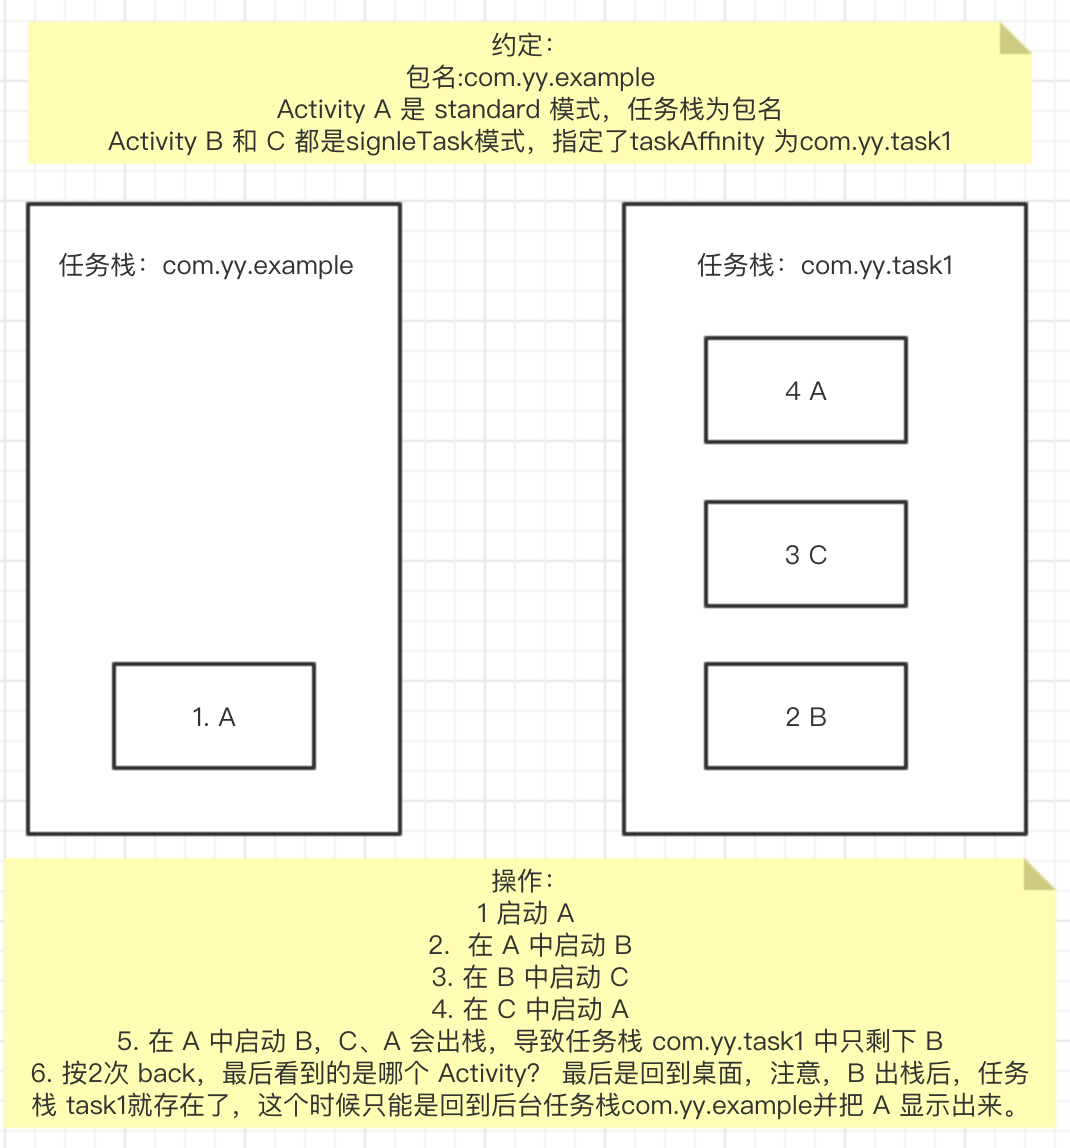 约定：
包名:com.yy.example
Activity A 是 standard 模式，任务栈为包名
Activity B 和 C 都是signleTask模式，指定了taskAffinity 为com.yy.task1
任务栈：com.yy.example
任务栈：com.yy.task1
4 A
3 C
1. A
2 B
操作：
1 启动 A
2. 在 A 中启动 B
3. 在 B 中启动 C
4. 在 C 中启动 A
5. 在 A 中启动 B，C、A 会出栈，导致任务栈 com.yy.task1 中只剩下 B
6. 按2次 back，最后看到的是哪个 Activity? 最后是回到桌面，注意，B 出栈后，任务
栈 task1就存在了，这个时候只能是回到后台任务栈com.yy.example并把 A 显示出来。